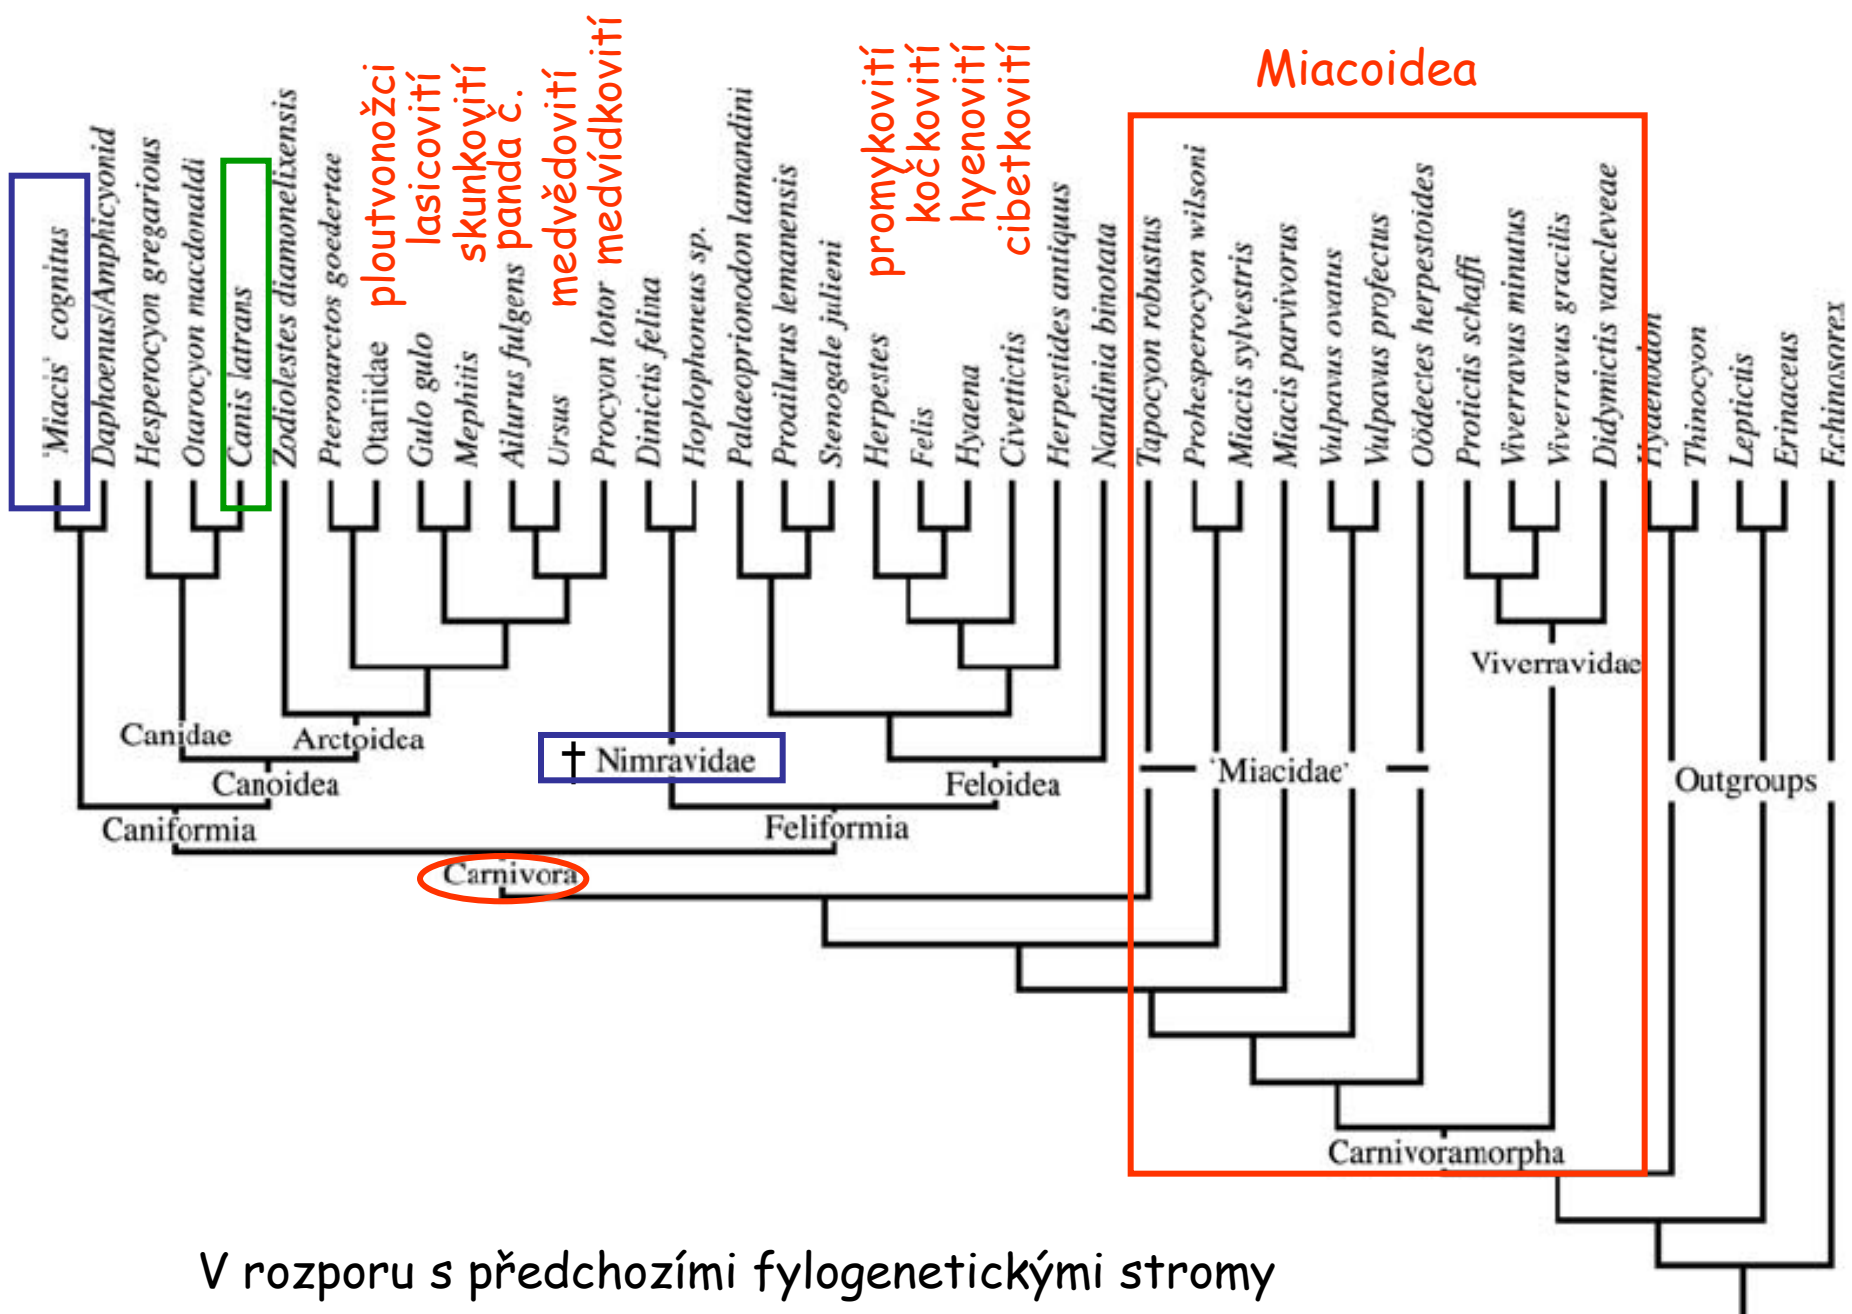 Miacoidea
ploutvonožci
lasicovití
skunkovití
panda č.
medvědovití
medvídkovití
promykovití
kočkovití
hyenovití
cibetkovití
'Miacis' cognitus
Daphoenus/Amphicyonid
Hesperocyon gregarious
Otarocyon macdonaldi
Canis latrans
Zodiolestes diamonelixensis
Pteronarctos goedertae
Otariidae
Gulo gulo
Mephitis
Ailurus fulgens
Ursus
Procyon lotor
Dinictis felina
Hoplophoneus sp.
Palaeoprionodon lamandini
Proailurus lemanensis
Stenogale julieni
Herpestes
Felis
Hyaena
Civettictis
Herpestides antiquus
Nandinia binotata
Tapocyon robustus
Prohesperocyon wilsoni
Miacis sylvestris
Miacis parvivorus
Vulpavus ovatus
Vulpavus profectus
Oödectes herpestoides
Protictis schaffi
Viverravus minutus
Viverravus gracilis
Didymictis vancleveae
Hyaenodon
Thinocyon
Leptictis
Erinaceus
Echinosorex
Viverravidae
Canidae
Arctoidea
† Nimravidae
'Miacidae'
Canoidea
Feloidea
Outgroups
Caniformia
Feliformia
Carnivora
Carnivoramorpha
V rozporu s předchozími fylogenetickými stromy